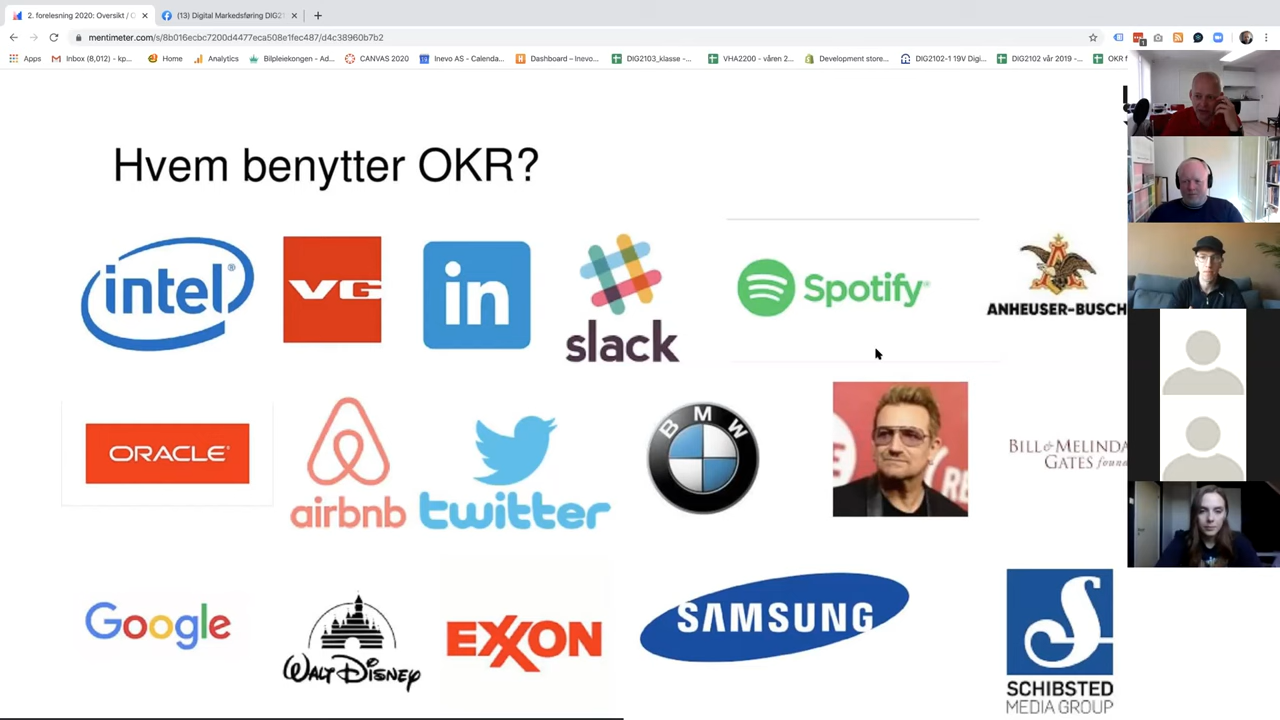 2. forelesning 2020: Oversikt / O
(13) Digital Markedsføring DIG21
mentimeter.com/s/8b016ecbc7200d4477eca508e1fec487/d4c38960b7b2
Apps
Inbox (8,012) - kp...
Home
Analytics
Bilpleiekongen - Ad...
CANVAS 2020
Inevo AS - Calenda...
Dashboard – Inevo...
DIG2103_klasse -...
VHA2200 - våren 2...
Development store...
DIG2102-1 19V Digi...
DIG2102 vår 2019 -...
OKR f
Hvem benytter OKR?
intel®
VG
in
slack
Spotify®
ANHEUSER-BUSCH
ORACLE®
airbnb
twitter
BMW
BILL & MELINDA
GATES foun
Google
WALT DISNEY
EXXON
SAMSUNG
SCHIBSTED
MEDIA GROUP